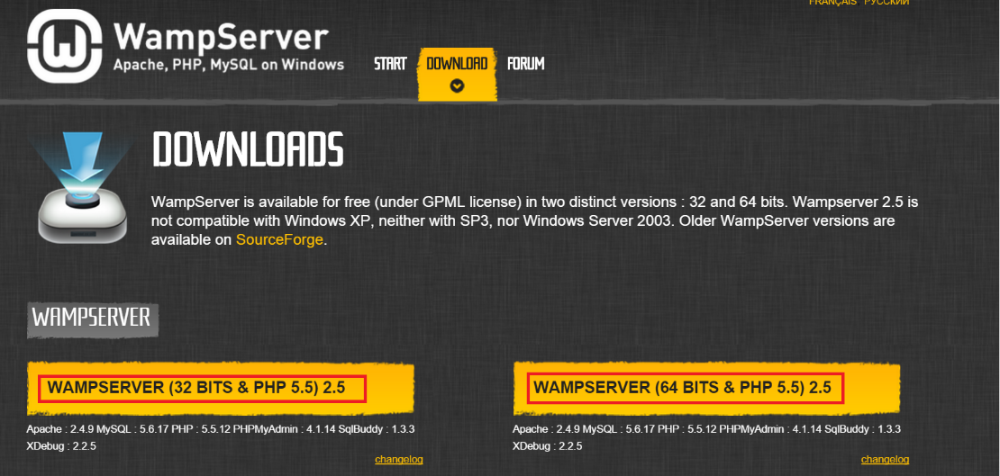 FRANÇAIS РУССКИЙ
WampServer
Apache, PHP, MySQL on Windows
START DOWNLOAD FORUM
DOWNLOADS
WampServer is available for free (under GPML license) in two distinct versions : 32 and 64 bits. Wampserver 2.5 is
not compatible with Windows XP, neither with SP3, nor Windows Server 2003. Older WampServer versions are
available on SourceForge.
WAMPSERVER
WAMPSERVER (32 BITS & PHP 5.5) 2.5
Apache : 2.4.9 MySQL : 5.6.17 PHP : 5.5.12 PHPMyAdmin : 4.1.14 SqlBuddy : 1.3.3
XDebug : 2.2.5
changelog
WAMPSERVER (64 BITS & PHP 5.5) 2.5
Apache : 2.4.9 MySQL : 5.6.17 PHP : 5.5.12 PHPMyAdmin : 4.1.14 SqlBuddy : 1.3.3
XDebug : 2.2.5
changelog